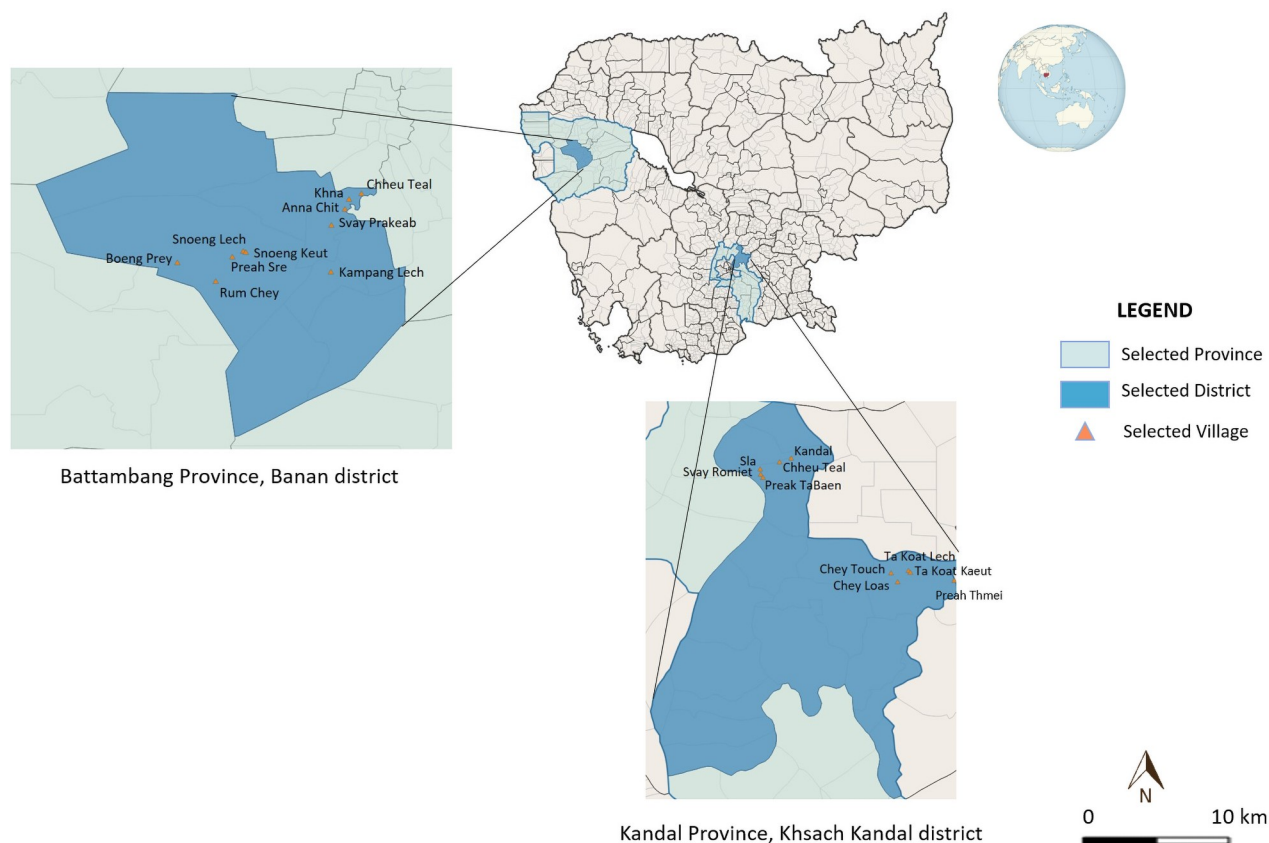 Chheu Teal
Khna
Anna Chit
Svay Prakeab
Snoeng Lech
Snoeng Keut
Boeng Prey
Preah Sre
Kampang Lech
Rum Chey
Battambang Province, Banan district
LEGEND
Selected Province
Selected District
Selected Village
Kandal
Sla
Chheu Teal
Svay Romiet
Preak TaBaen
Ta Koat Lech
Chey Touch
Ta Koat Kaeut
Chey Loas
Preah Thmei
Kandal Province, Khsach Kandal district
N
0 10 km